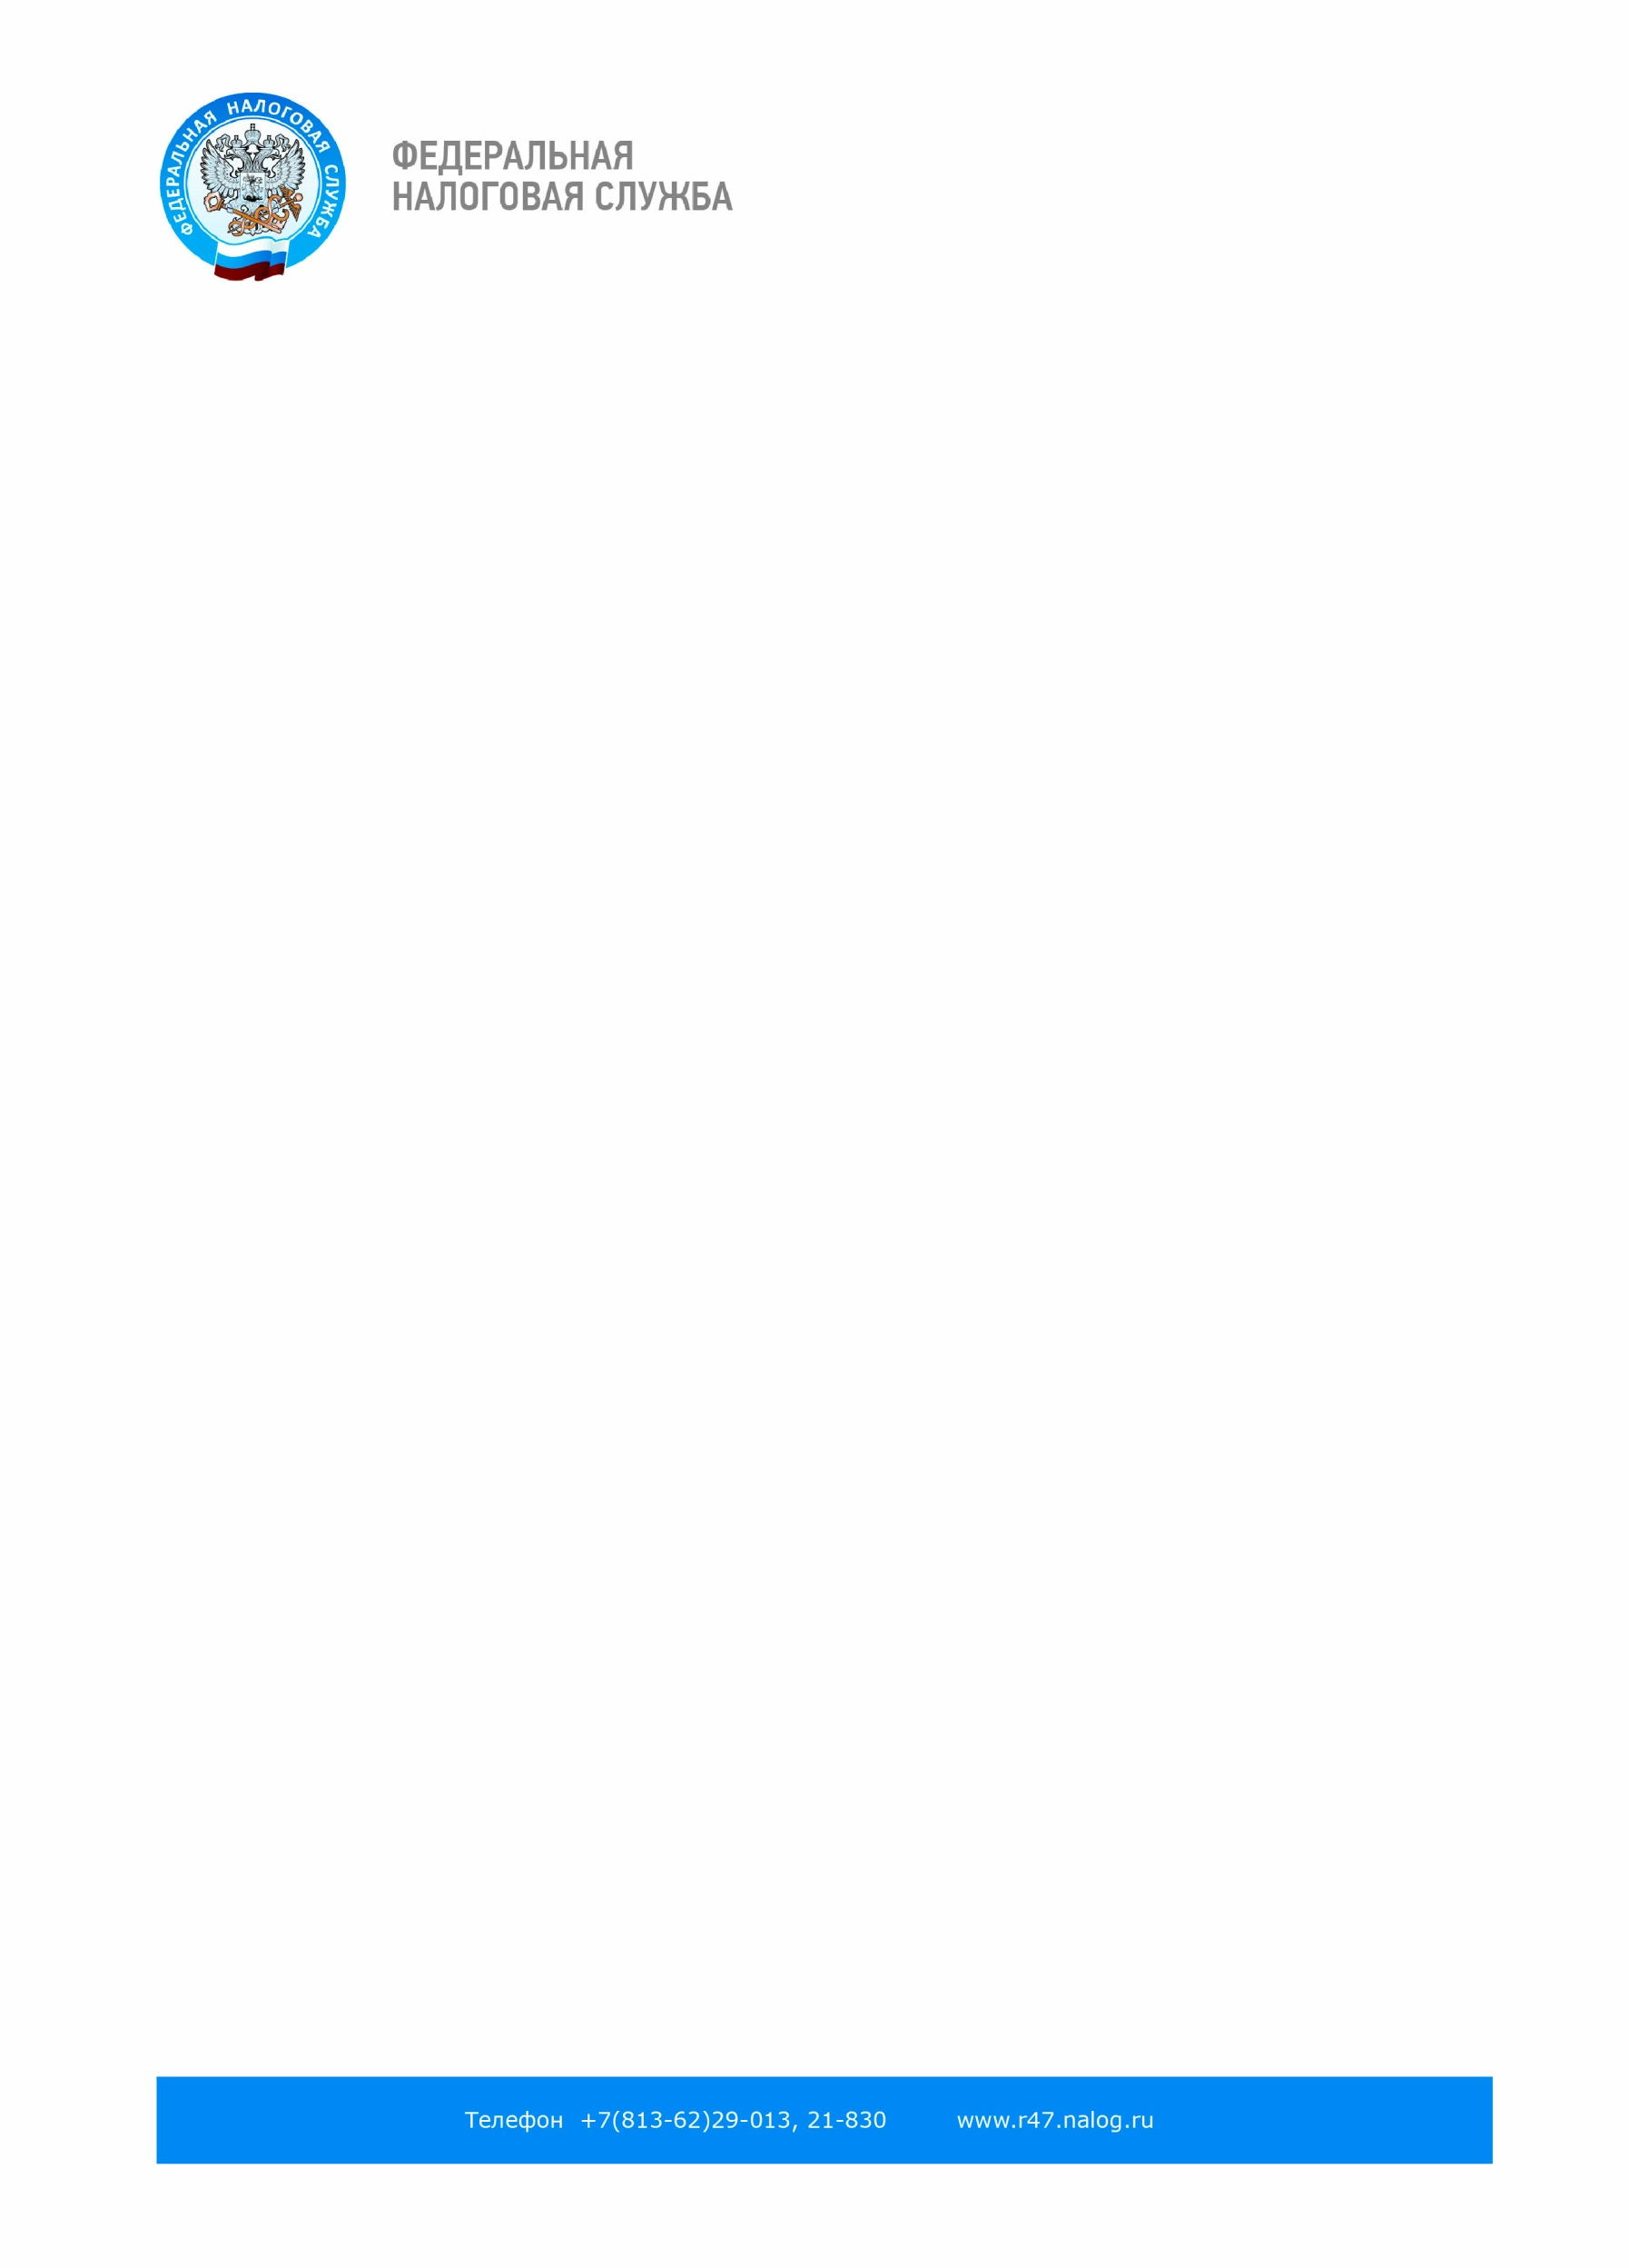 ФЕДЕРАЛЬНАЯ НАЛОГОВАЯ СЛУЖБА
ФЕДЕРАЛЬНАЯ
НАЛОГОВАЯ СЛУЖБА
Телефон +7(813-62)29-013, 21-830 www.r47.nalog.ru